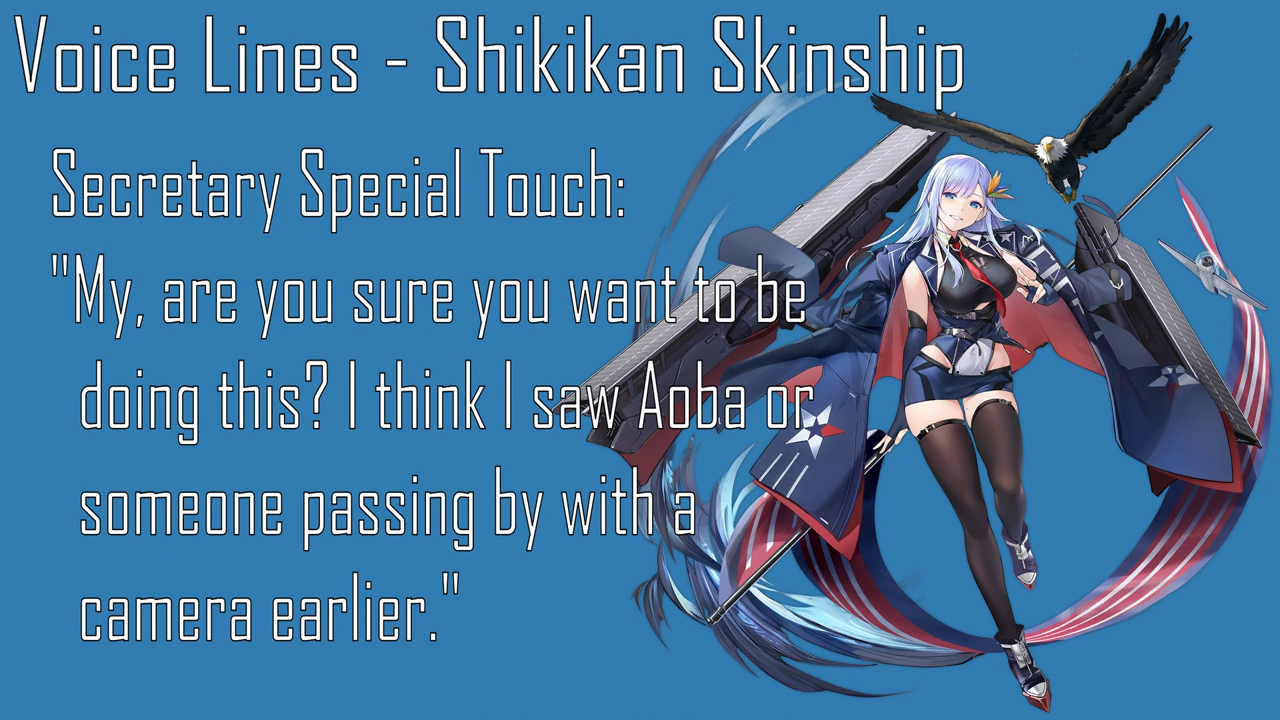 Voice Lines - Shikikan Skinship
Secretary Special Touch:
"My, are you sure you want to be
doing this? I think I saw Aoba or
someone passing by with a
camera earlier."